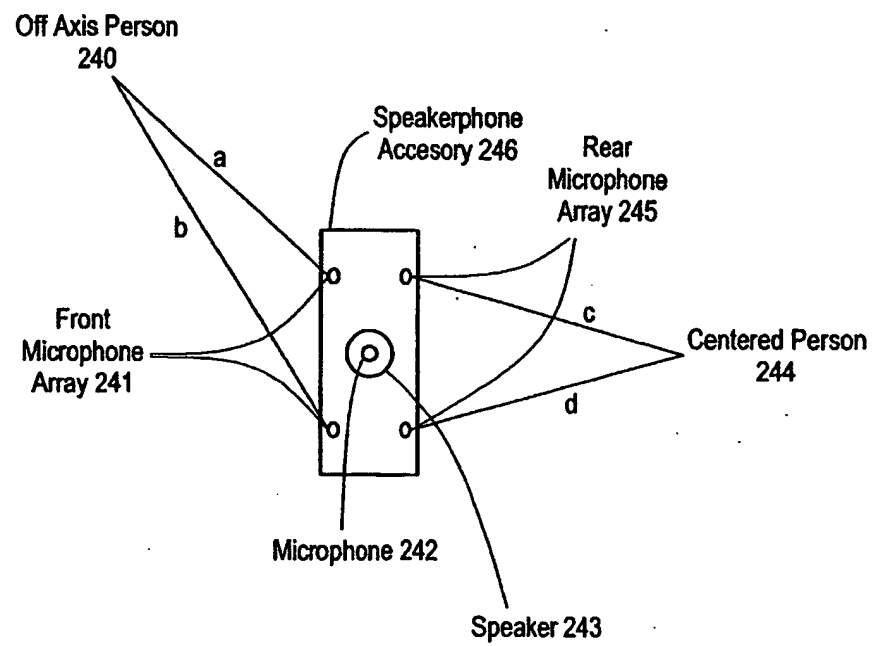 Off Axis Person
240
Speakerphone
Accesory 246
Rear
Microphone
Array 245
a
b
c
d
Front
Microphone
Array 241
Centered Person
244
Microphone 242
Speaker 243